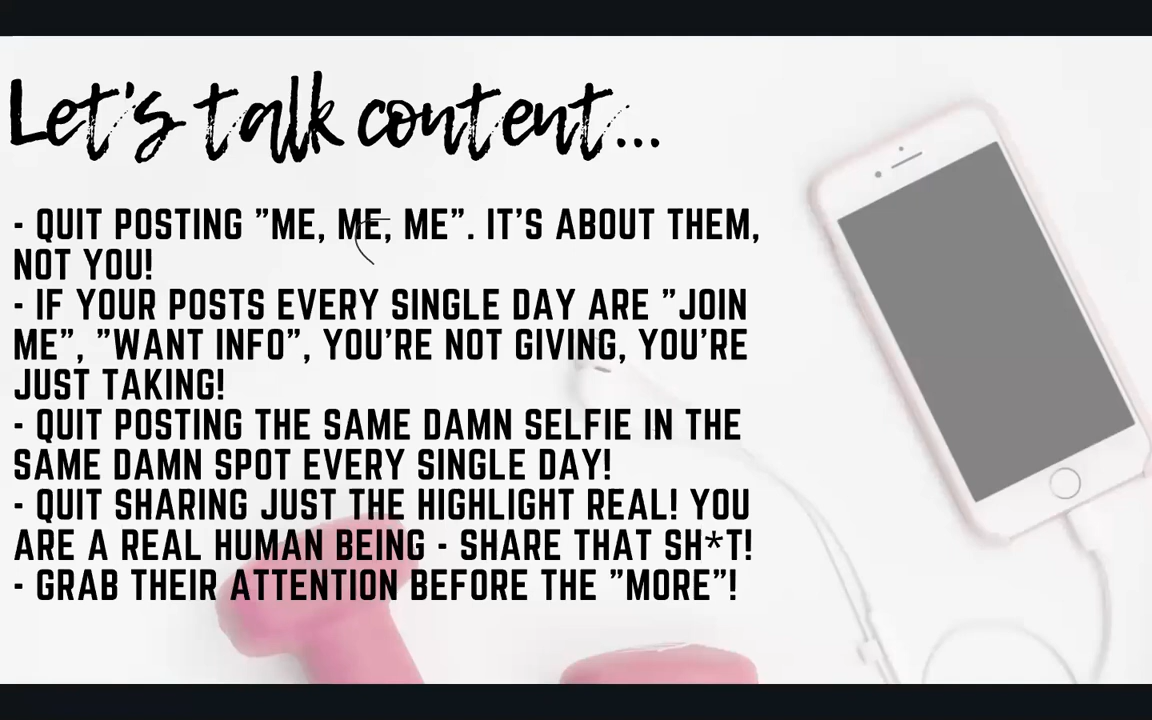 Let's talk content...
- QUIT POSTING "ME, ME, ME". IT'S ABOUT THEM,
NOT YOU!
- IF YOUR POSTS EVERY SINGLE DAY ARE "JOIN
ME", "WANT INFO", YOU'RE NOT GIVING, YOU'RE
JUST TAKING!
- QUIT POSTING THE SAME DAMN SELFIE IN THE
SAME DAMN SPOT EVERY SINGLE DAY!
- QUIT SHARING JUST THE HIGHLIGHT REAL! YOU
ARE A REAL HUMAN BEING - SHARE THAT SH*T!
- GRAB THEIR ATTENTION BEFORE THE "MORE"!